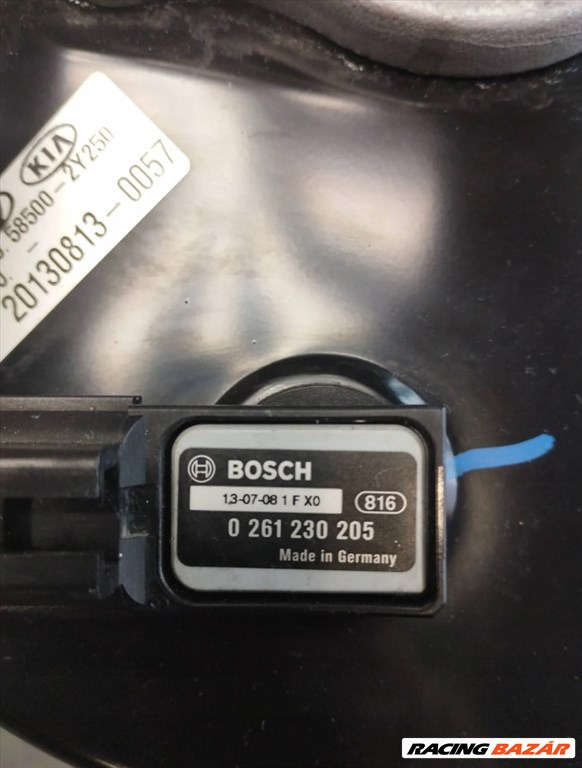 KIA
58500-2Y250
20130813-0057
BOSCH
13-07-08 1 F X0
816
0 261 230 205
Made in Germany
RACING BAZÁR